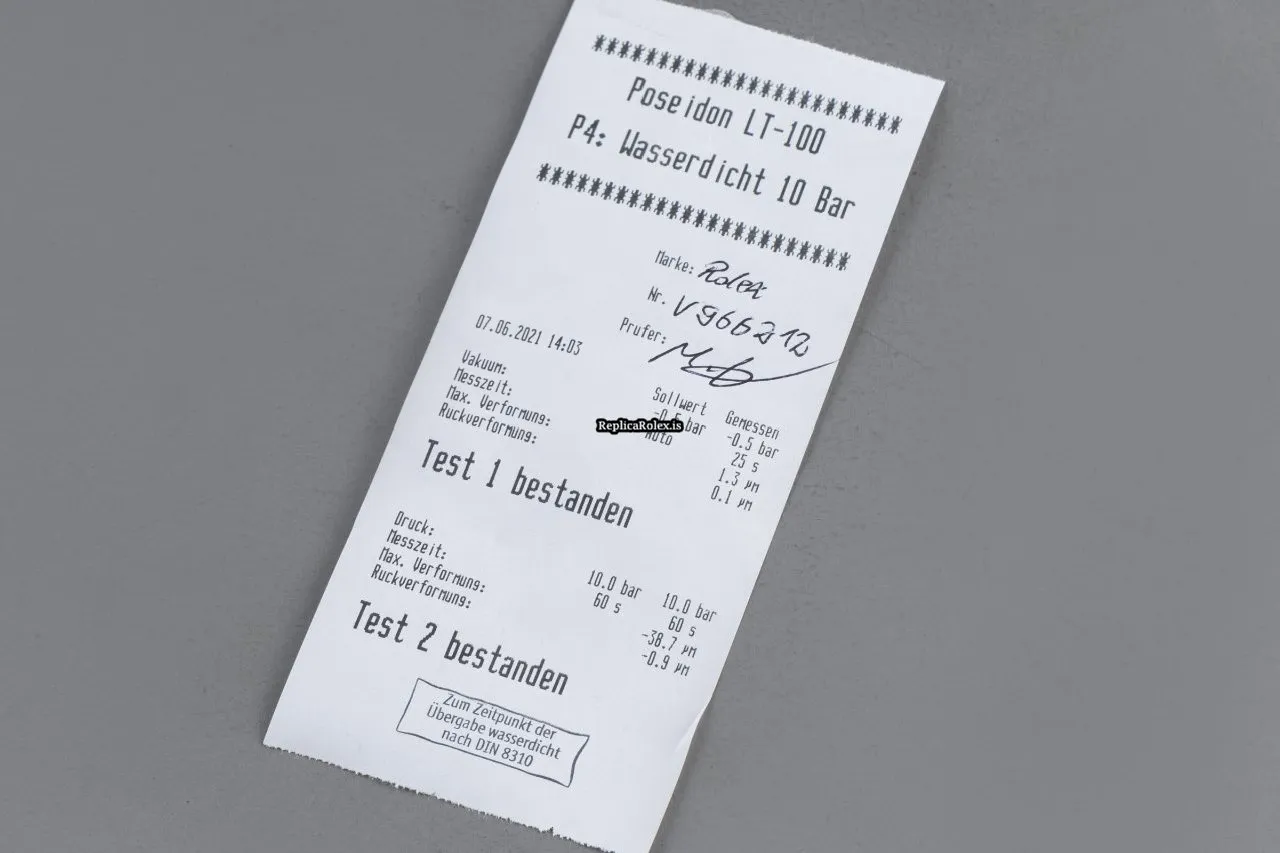 ************************
Poseidon LT-100
P4: Wasserdicht 10 Bar
************************
Marke: Rolex
Nr. V966212
Prufer:
07.06.2021 14:03
Sollwert Gemessen
Vakuum: -0.5 bar -0.5 bar
Messzeit: Auto 25 s
Max. Verformung: 1.3 µm
Ruckverformung: 0.1 µm
Test 1 bestanden
Druck: 10.0 bar 10.0 bar
Messzeit: 60 s 60 s
Max. Verformung: -38.7 µm
Ruckverformung: -0.9 µm
Test 2 bestanden
Zum Zeitpunkt der
Übergabe wasserdicht
nach DIN 8310
ReplicaRolex.is